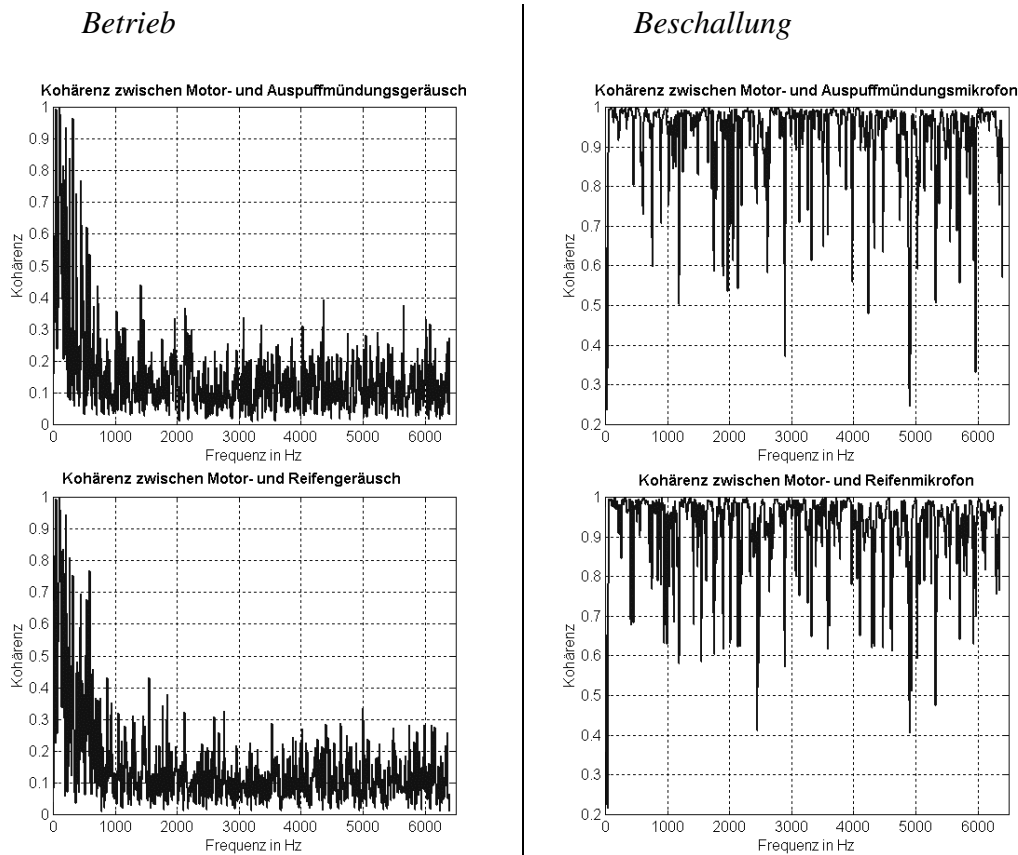 Betrieb
Beschallung
Kohärenz zwischen Motor- und Auspuffmündungsgeräusch
1
0.9
0.8
0.7
0.6
0.5
0.4
0.3
0.2
0.1
0
Kohärenz
0 1000 2000 3000 4000 5000 6000
Frequenz in Hz
Kohärenz zwischen Motor- und Auspuffmündungsmikrofon
1
0.9
0.8
0.7
0.6
0.5
0.4
0.3
0.2
Kohärenz
0 1000 2000 3000 4000 5000 6000
Frequenz in Hz
Kohärenz zwischen Motor- und Reifengeräusch
1
0.9
0.8
0.7
0.6
0.5
0.4
0.3
0.2
0.1
0
Kohärenz
0 1000 2000 3000 4000 5000 6000
Frequenz in Hz
Kohärenz zwischen Motor- und Reifenmikrofon
1
0.9
0.8
0.7
0.6
0.5
0.4
0.3
0.2
Kohärenz
0 1000 2000 3000 4000 5000 6000
Frequenz in Hz